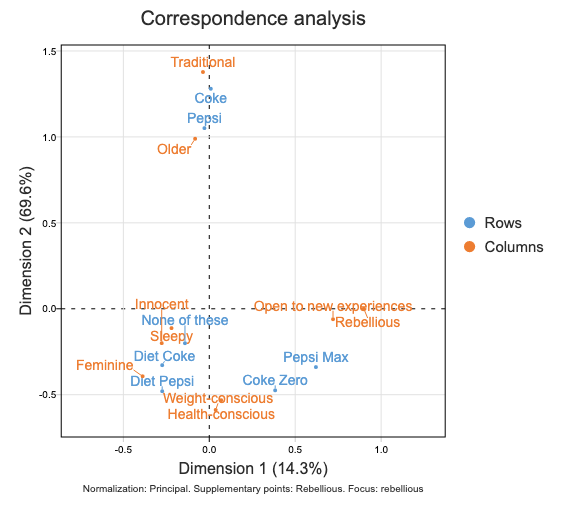 Correspondence analysis
1.5
Traditional
Coke
Pepsi
1.0
Older
Dimension 2 (69.6%)
0.5
Rows
Columns
0.0
Innocent
Open to new experiences
None of these
Rebellious
Sleepy
Diet Coke
Pepsi Max
Feminine
Diet Pepsi
Coke Zero
-0.5
Weight-conscious
Health-conscious
-0.5 0.0 0.5 1.0
Dimension 1 (14.3%)
Normalization: Principal. Supplementary points: Rebellious. Focus: rebellious